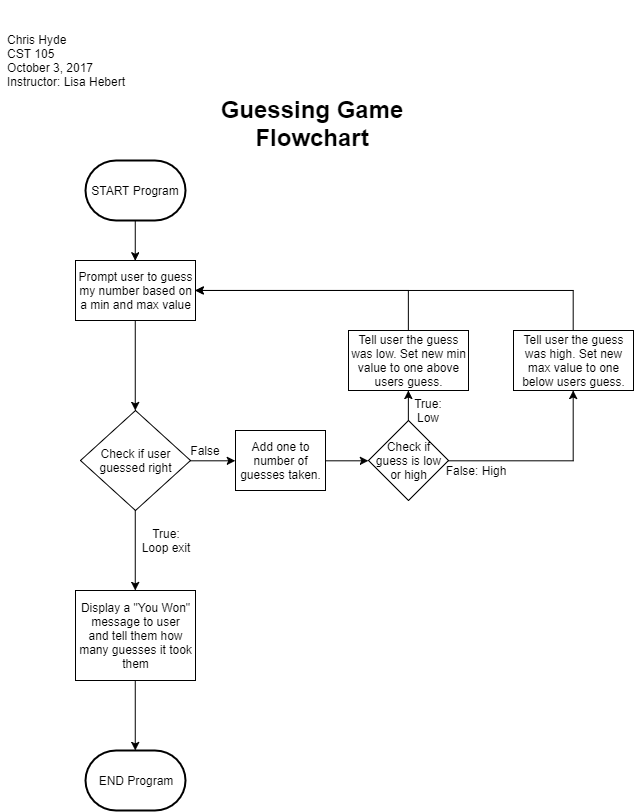 Chris Hyde
CST 105
October 3, 2017
Instructor: Lisa Hebert
Guessing Game
Flowchart
START Program
Prompt user to guess
my number based on
a min and max value
Tell user the guess
was low. Set new min
value to one above
users guess.
Tell user the guess
was high. Set new
max value to one
below users guess.
True:
Low
Check if user
guessed right
False
Add one to
number of
guesses taken.
Check if
guess is low
or high
False: High
True:
Loop exit
Display a "You Won"
message to user
and tell them how
many guesses it took
them
END Program